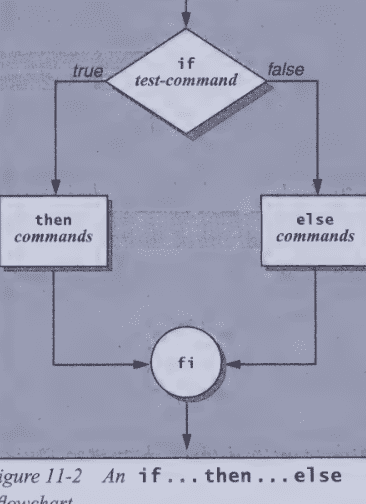 if
test-command
true
false
then
commands
else
commands
fi
igure 11-2 An if...then...else
flowchart